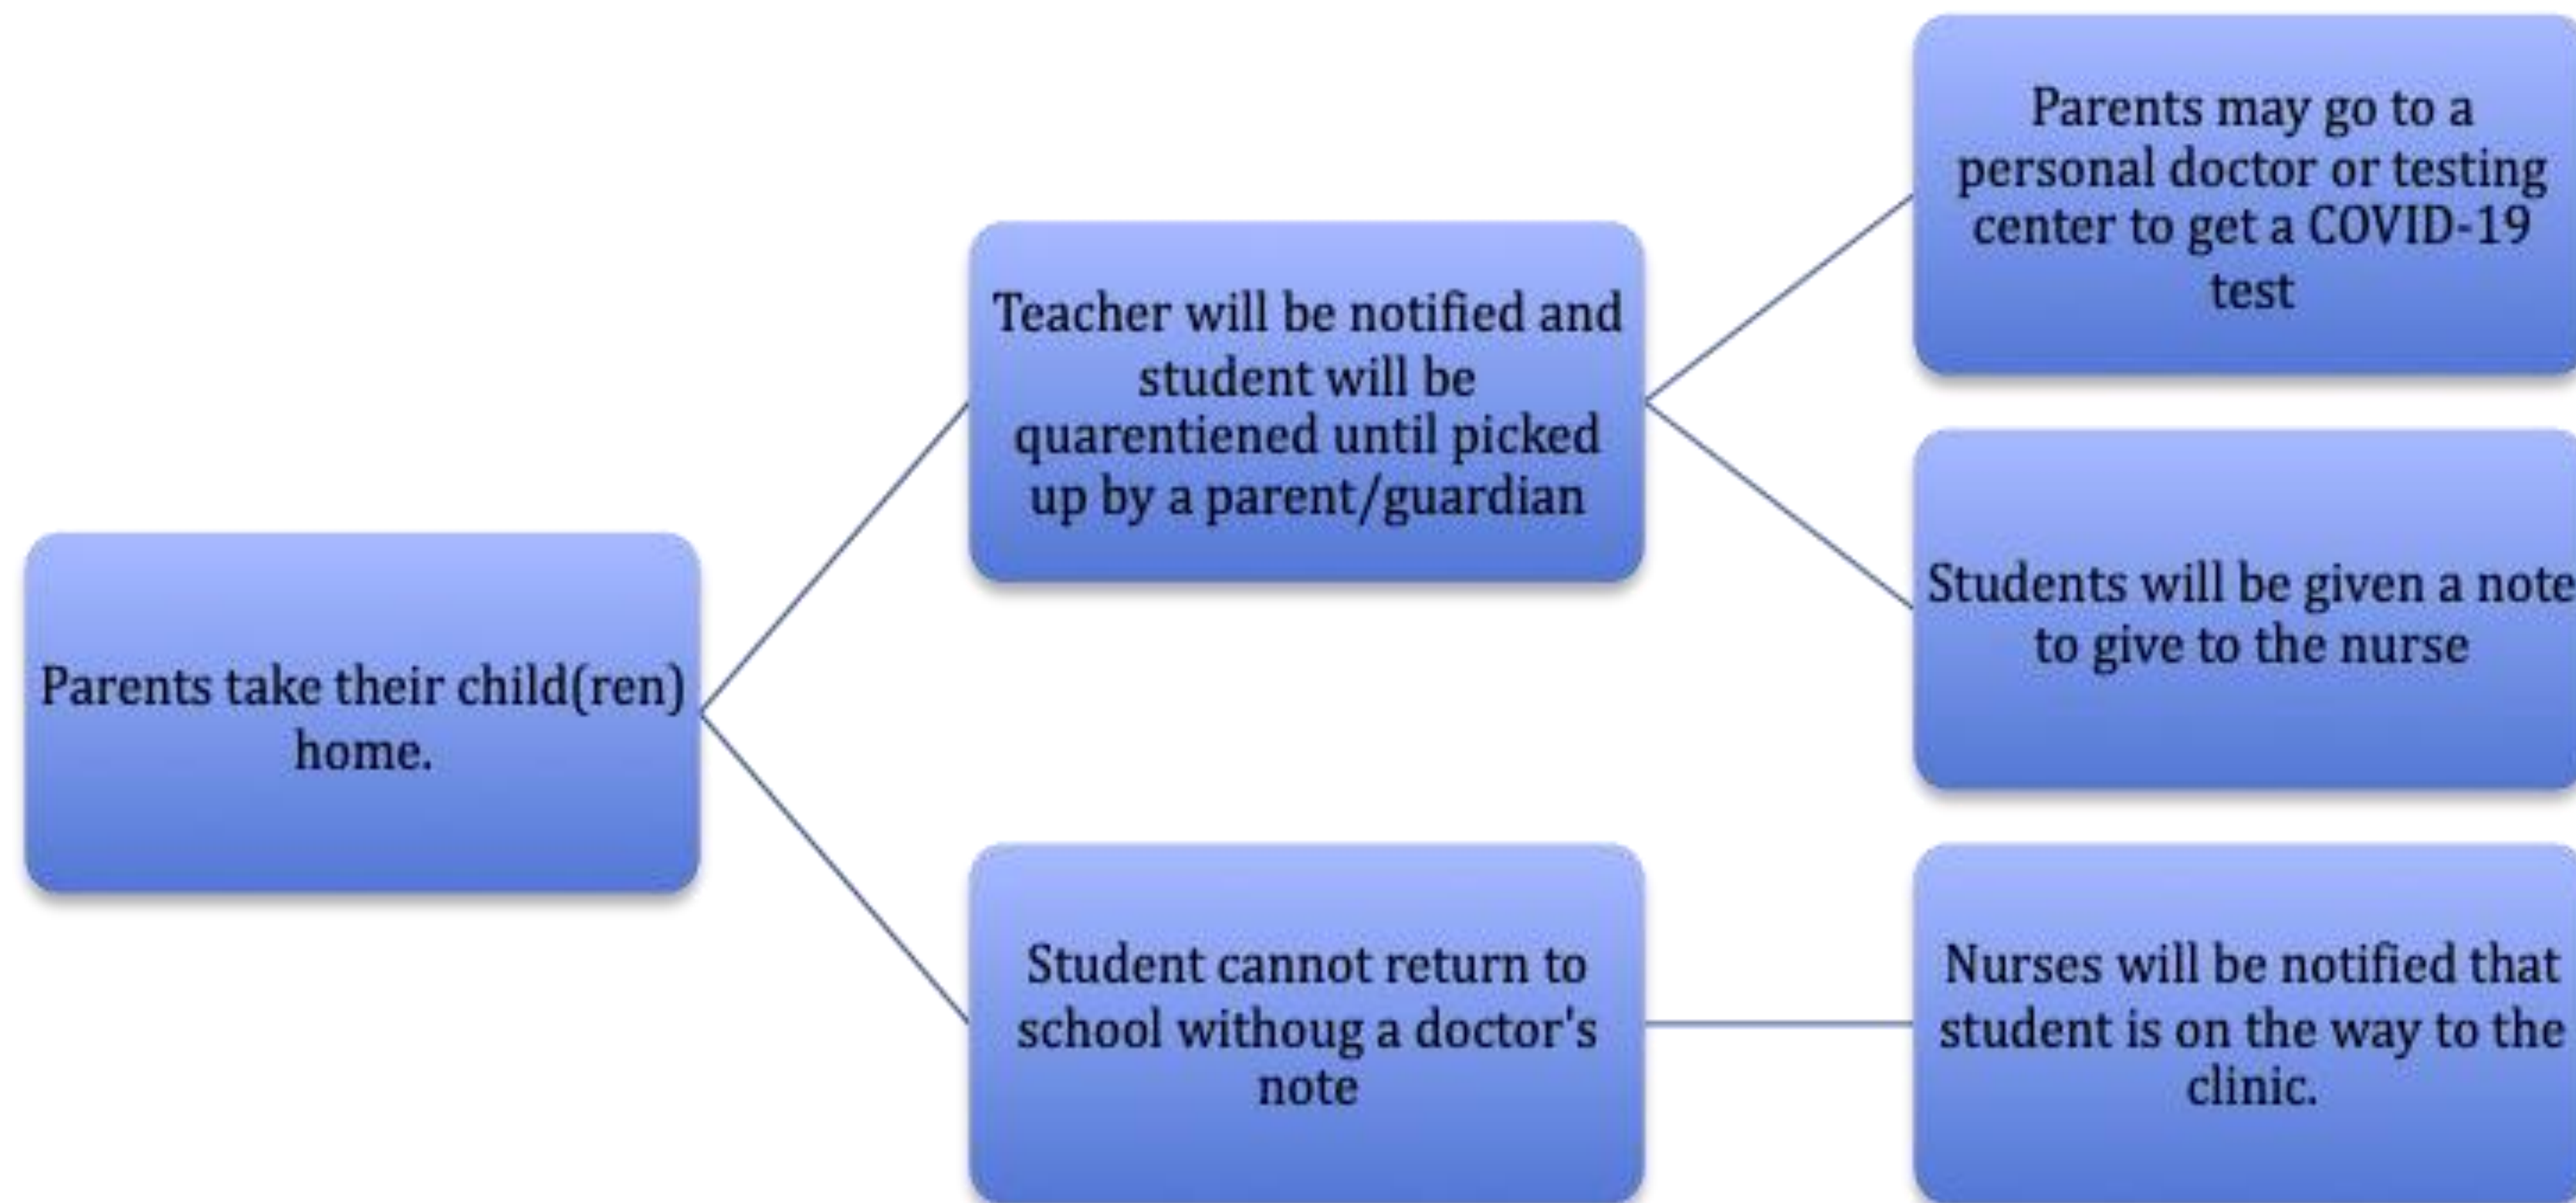 Parents take their child(ren)
home.
Teacher will be notified and
student will be
quarentiened until picked
up by a parent/guardian
Student cannot return to
school withoug a doctor's
note
Parents may go to a
personal doctor or testing
center to get a COVID-19
test
Students will be given a note
to give to the nurse
Nurses will be notified that
student is on the way to the
clinic.